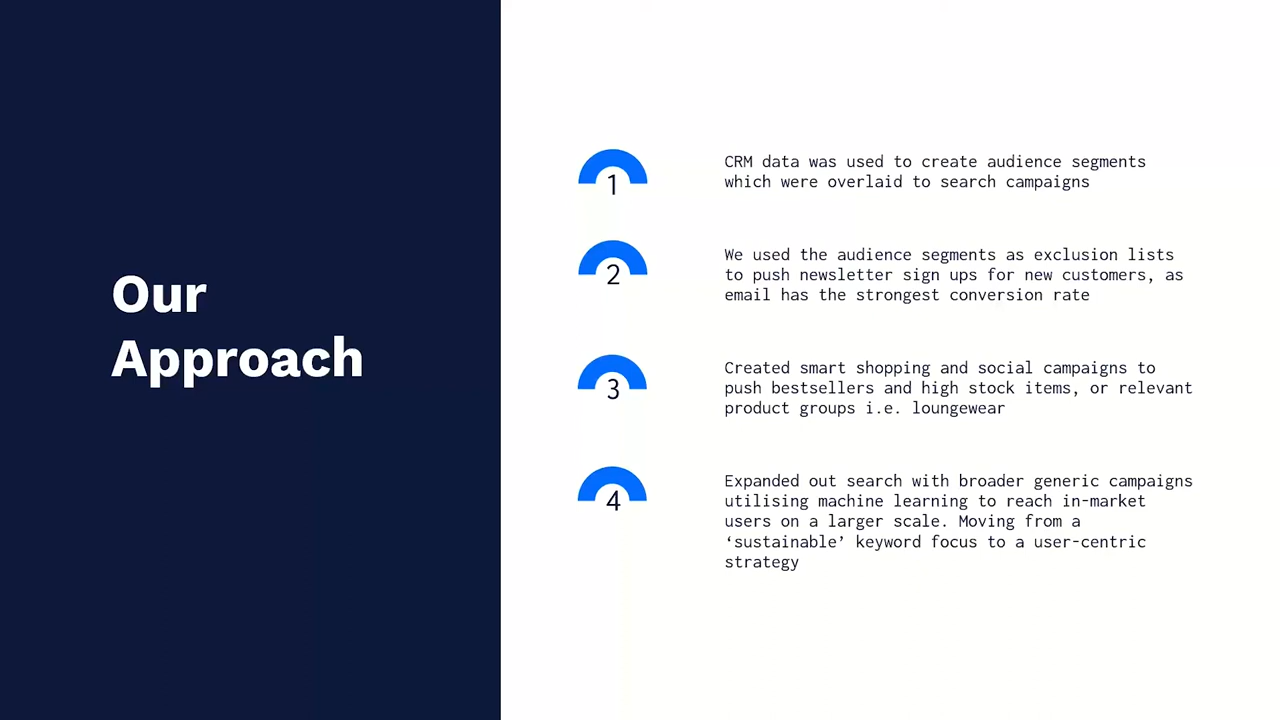 Our
Approach
1
CRM data was used to create audience segments
which were overlaid to search campaigns
2
We used the audience segments as exclusion lists
to push newsletter sign ups for new customers, as
email has the strongest conversion rate
3
Created smart shopping and social campaigns to
push bestsellers and high stock items, or relevant
product groups i.e. loungewear
4
Expanded out search with broader generic campaigns
utilising machine learning to reach in-market
users on a larger scale. Moving from a
‘sustainable’ keyword focus to a user-centric
strategy